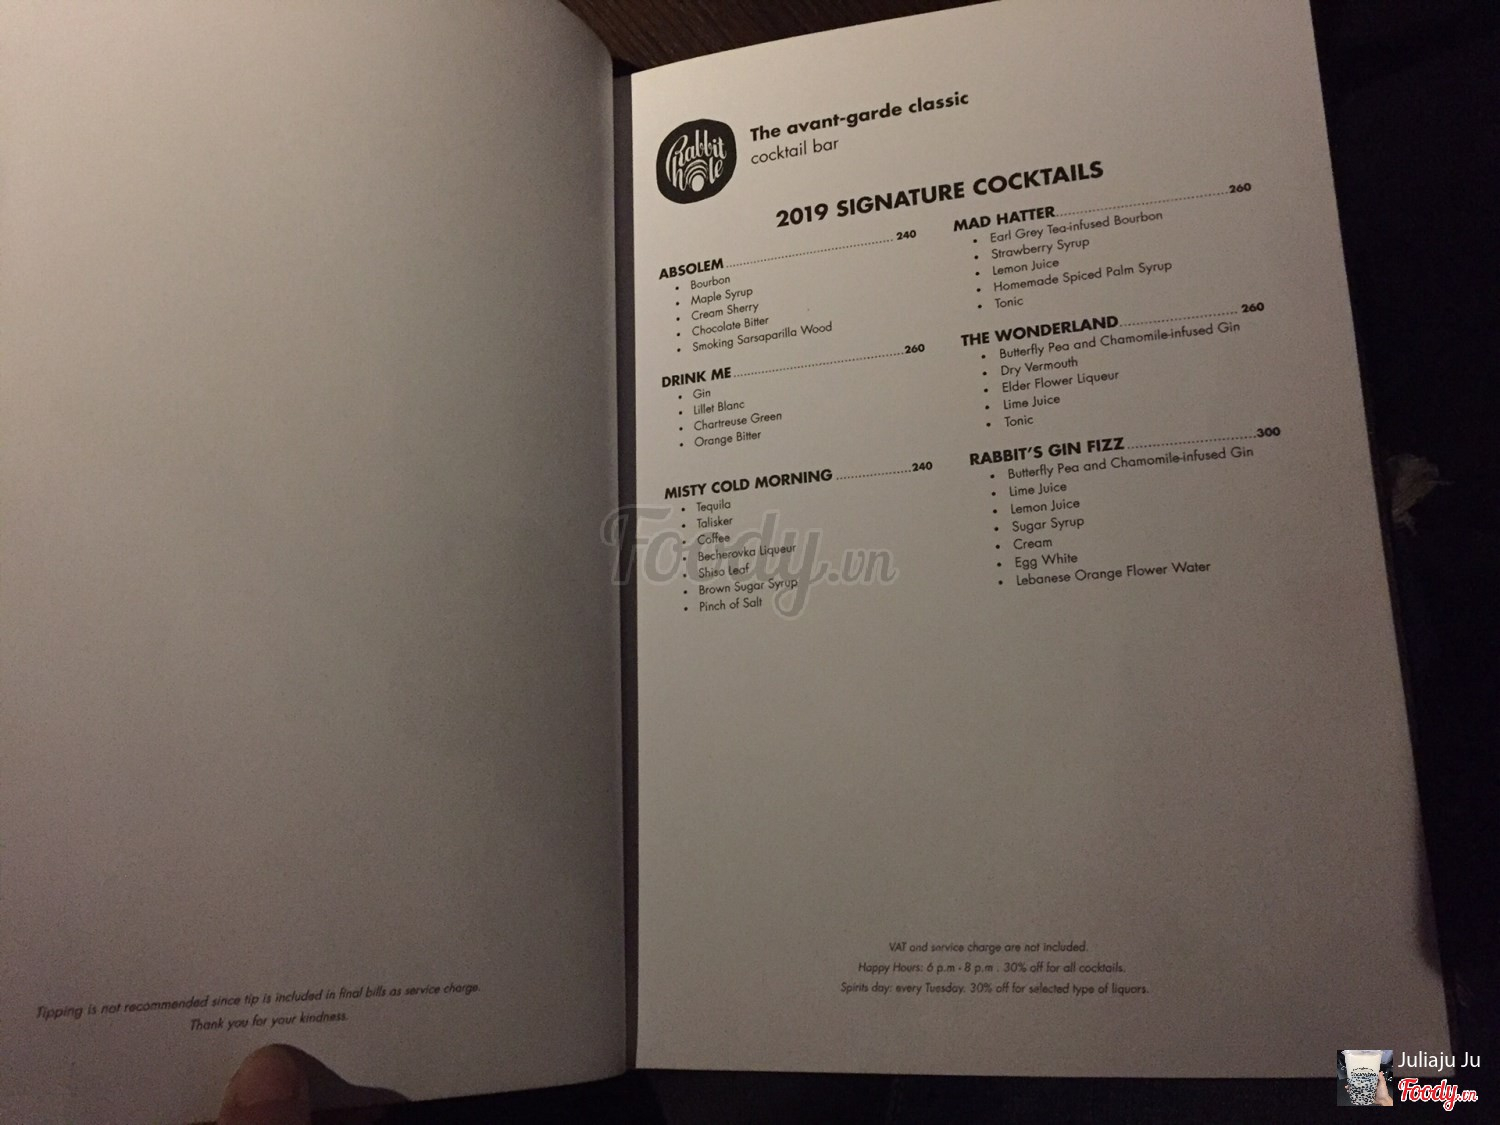 Rabbit
hole
The avant-garde classic
cocktail bar
2019 SIGNATURE COCKTAILS
ABSOLEM........................................ 240
• Bourbon
• Maple Syrup
• Cream Sherry
• Chocolate Bitter
• Smoking Sarsaparilla Wood
DRINK ME........................................260
• Gin
• Lillet Blanc
• Chartreuse Green
• Orange Bitter
MISTY COLD MORNING..................240
• Tequila
• Talisker
• Coffee
• Becherovka Liqueur
• Shiso Leaf
• Brown Sugar Syrup
• Pinch of Salt
MAD HATTER........................................260
• Earl Grey Tea-infused Bourbon
• Strawberry Syrup
• Lemon Juice
• Homemade Spiced Palm Syrup
• Tonic
THE WONDERLAND........................... 260
• Butterfly Pea and Chamomile-infused Gin
• Dry Vermouth
• Elder Flower Liqueur
• Lime Juice
• Tonic
RABBIT'S GIN FIZZ..............................300
• Butterfly Pea and Chamomile-infused Gin
• Lime Juice
• Lemon Juice
• Sugar Syrup
• Cream
• Egg White
• Lebanese Orange Flower Water
Foody.vn
VAT and service charge are not included.
Happy Hours: 6 p.m - 8 p.m . 30% off for all cocktails.
Spirits day: every Tuesday. 30% off for selected type of liquors.
Tipping is not recommended since tip is included in final bills as service charge.
Thank you for your kindness.
Juliaju Ju
Foody.vn